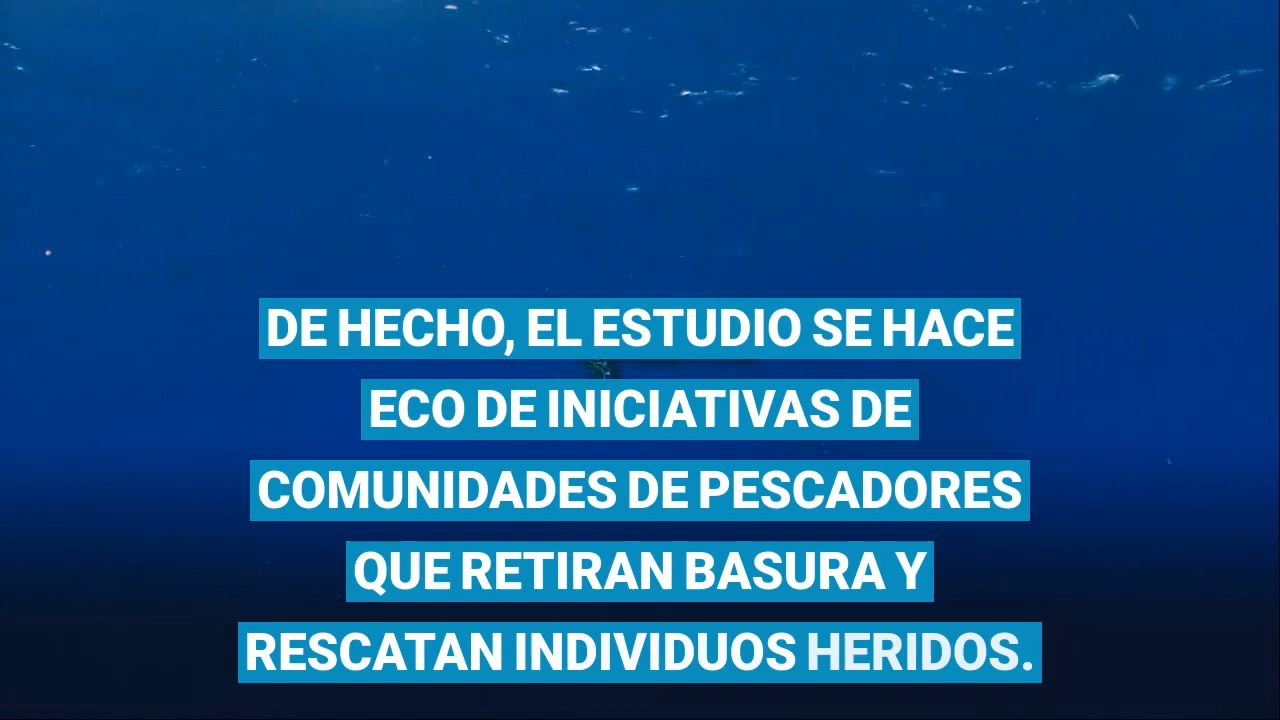 DE HECHO, EL ESTUDIO SE HACE
ECO DE INICIATIVAS DE
COMUNIDADES DE PESCADORES
QUE RETIRAN BASURA Y
RESCATAN INDIVIDUOS HERIDOS.